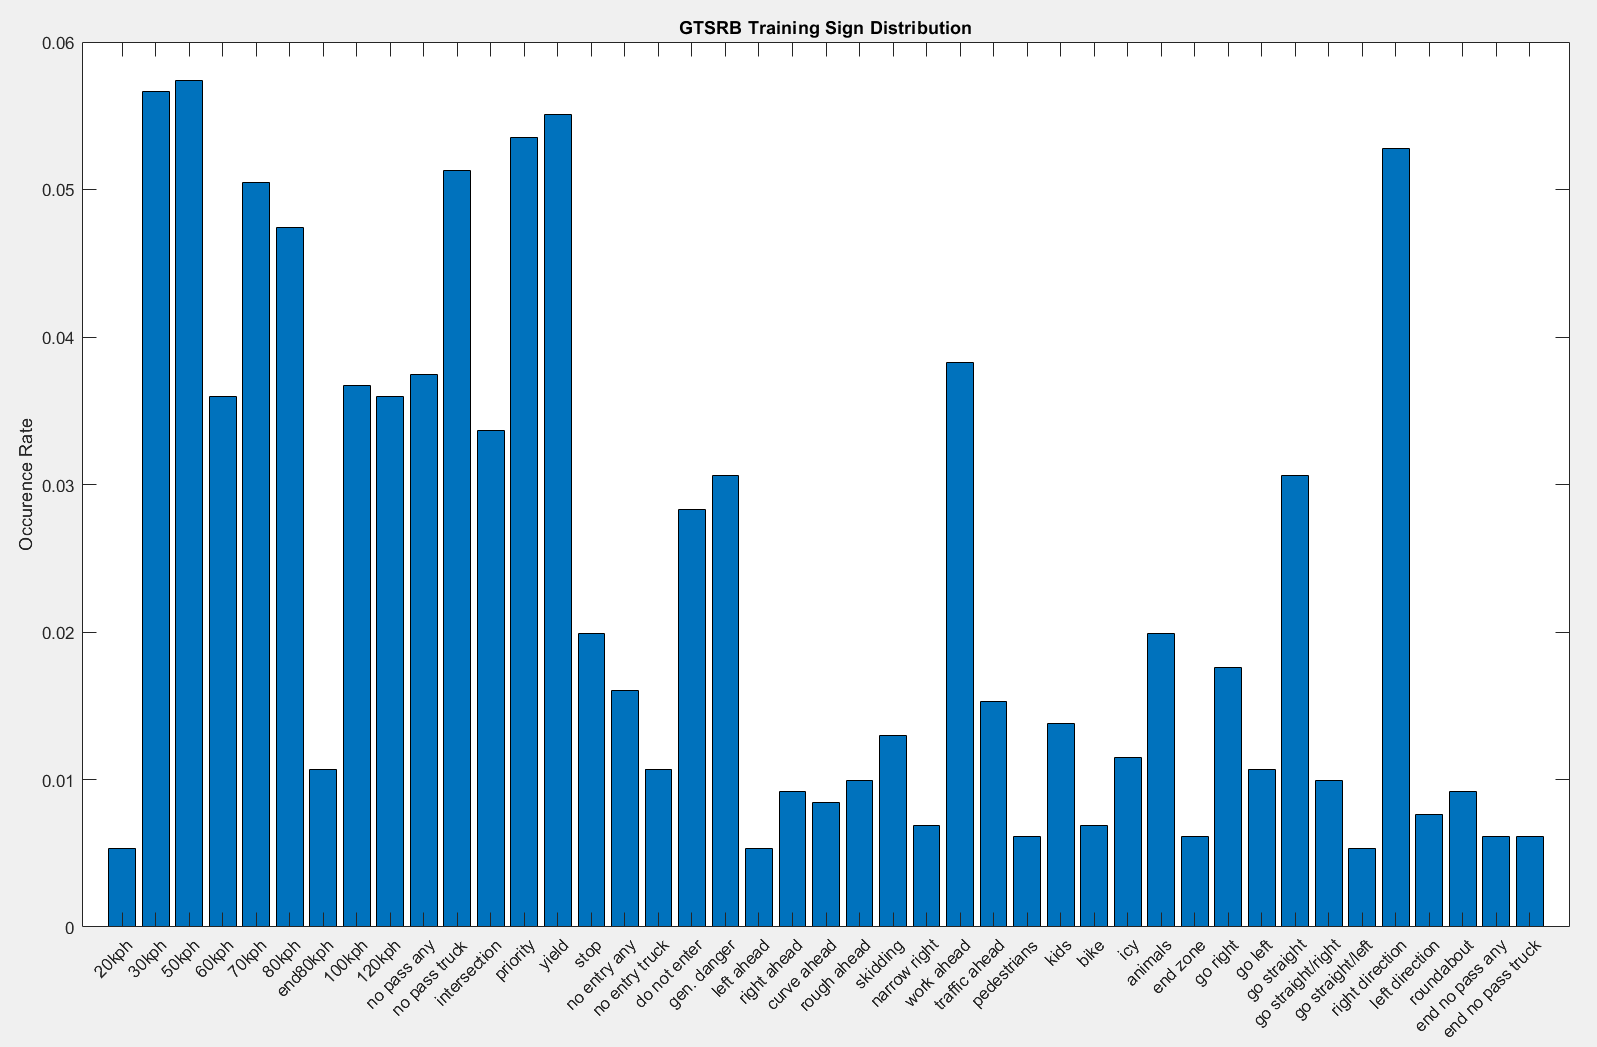 GTSRB Training Sign Distribution
0.06
0.05
0.04
0.03
0.02
0.01
0
Occurence Rate
20kph
30kph
50kph
60kph
70kph
80kph
end80kph
100kph
120kph
no pass any
no pass truck
intersection
priority
yield
stop
no entry any
no entry truck
do not enter
gen. danger
left ahead
right ahead
curve ahead
rough ahead
skidding
narrow right
work ahead
traffic ahead
pedestrians
kids
bike
icy
animals
end zone
go right
go left
go straight
go straight/right
go straight/left
right direction
left direction
roundabout
end no pass any
end no pass truck